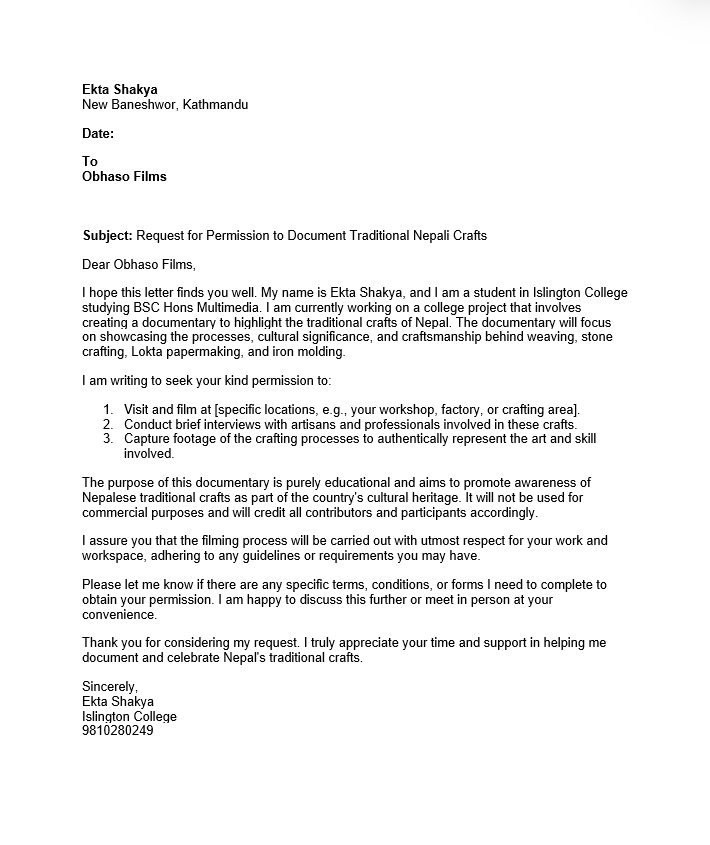 Ekta Shakya
New Baneshwor, Kathmandu
Date:
To
Obhaso Films
Subject: Request for Permission to Document Traditional Nepali Crafts
Dear Obhaso Films,
I hope this letter finds you well. My name is Ekta Shakya, and I am a student in Islington College
studying BSC Hons Multimedia. I am currently working on a college project that involves
creating a documentary to highlight the traditional crafts of Nepal. The documentary will focus
on showcasing the processes, cultural significance, and craftsmanship behind weaving, stone
crafting, Lokta papermaking, and iron molding.
I am writing to seek your kind permission to:
1. Visit and film at [specific locations, e.g., your workshop, factory, or crafting area].
2. Conduct brief interviews with artisans and professionals involved in these crafts.
3. Capture footage of the crafting processes to authentically represent the art and skill
involved.
The purpose of this documentary is purely educational and aims to promote awareness of
Nepalese traditional crafts as part of the country's cultural heritage. It will not be used for
commercial purposes and will credit all contributors and participants accordingly.
I assure you that the filming process will be carried out with utmost respect for your work and
workspace, adhering to any guidelines or requirements you may have.
Please let me know if there are any specific terms, conditions, or forms I need to complete to
obtain your permission. I am happy to discuss this further or meet in person at your
convenience.
Thank you for considering my request. I truly appreciate your time and support in helping me
document and celebrate Nepal's traditional crafts.
Sincerely,
Ekta Shakya
Islington College
9810280249